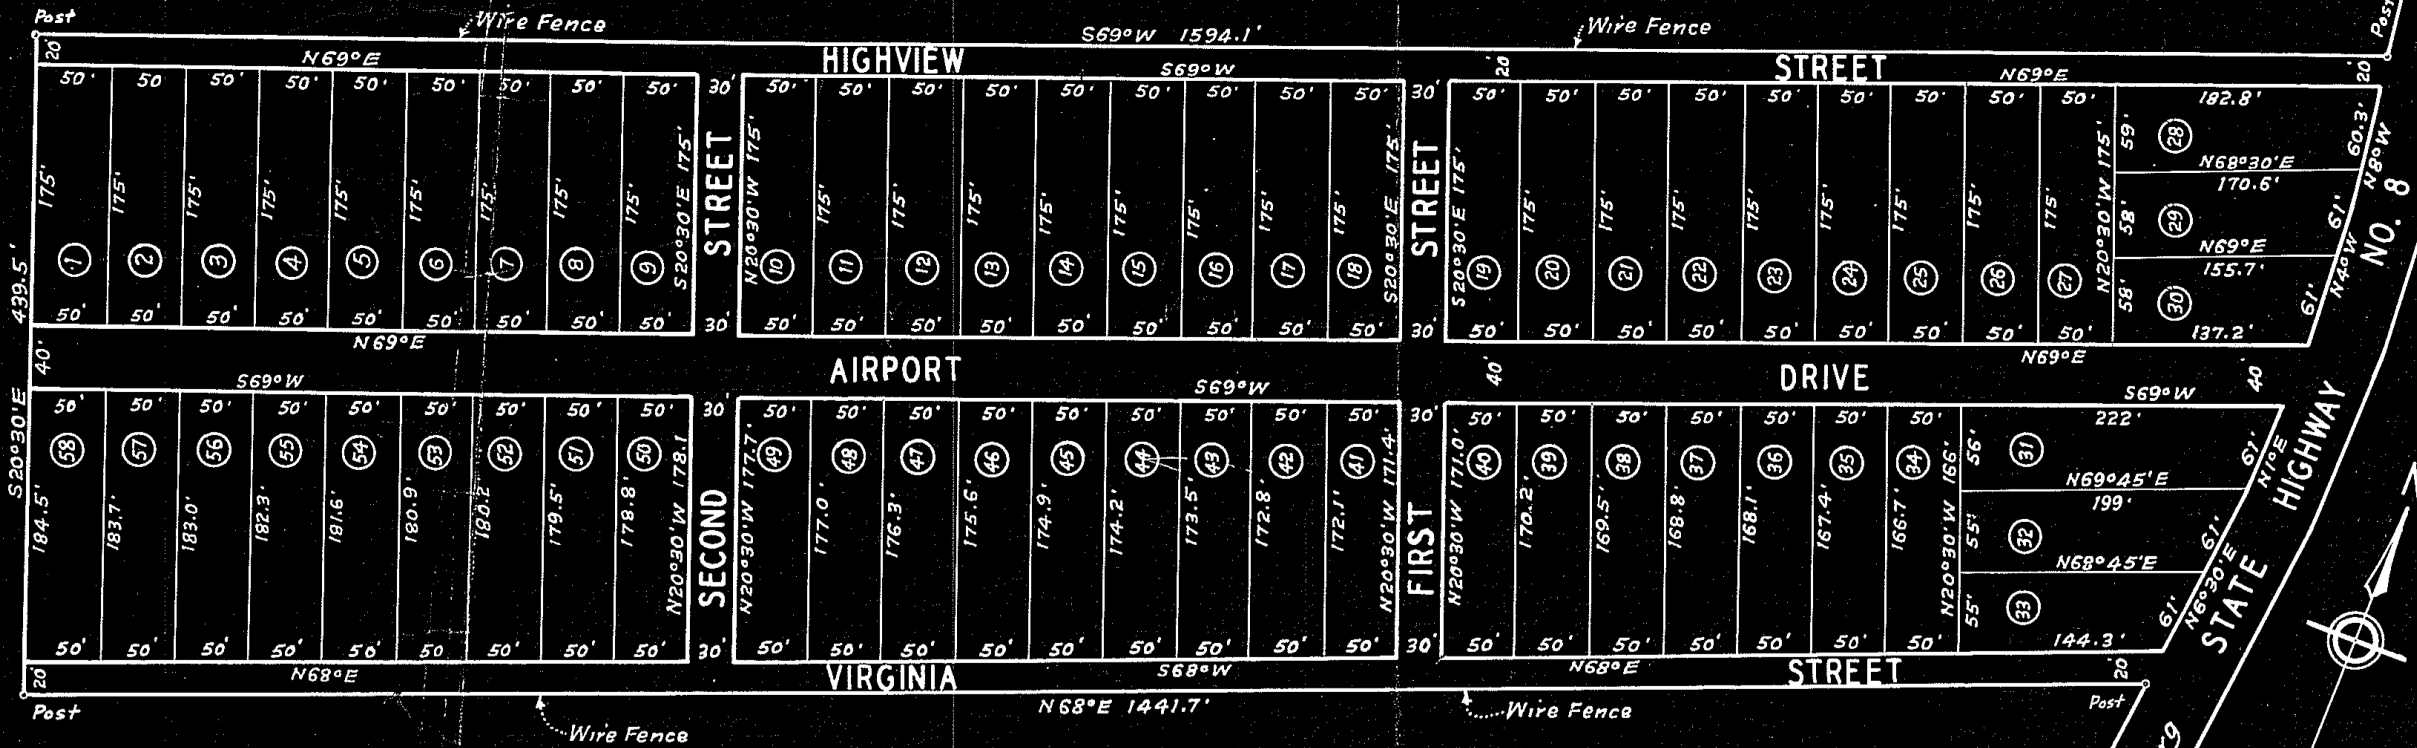 Post
Wire Fence
S69°W 1594.1'
Wire Fence
Post
20'
N69°E
HIGHVIEW
S69°W
20'
STREET
N69°E
20'
50' 50 50' 50' 50' 50' 50' 50' 50' 30' 50' 50' 50' 50' 50' 50' 50' 50' 50' 30' 50' 50' 50' 50' 50' 50' 50' 50' 50' 182.8'
175' 175' 175' 175' 175' 175' 175' 175' 175' S20°30'E 175'
STREET
N20°30'W 175' 175' 175' 175' 175' 175' 175' 175' 175' S20°30'E 175'
STREET
S20°30'E 175' 175' 175' 175' 175' 175' 175' 175' 175' N20°30'W 175'
59' 28 60.3' N8°W
N68°30'E
170.6'
58' 29 61'
N69°E
155.7'
N4°W
58' 30 61'
137.2'
NO. 8
1 2 3 4 5 6 7 8 9 10 11 12 13 14 15 16 17 18 19 20 21 22 23 24 25 26 27
439.5'
50' 50' 50' 50' 50' 50' 50' 50' 50' 30' 50' 50' 50' 50' 50' 50' 50' 50' 50' 30' 50' 50' 50' 50' 50' 50' 50' 50' 50'
N69°E
N69°E
40'
AIRPORT
40'
DRIVE
40'
S69°W
S69°W
S69°W
S20°30'E
50' 50' 50' 50' 50' 50' 50' 50' 50' 30' 50' 50' 50' 50' 50' 50' 50' 50' 50' 30' 50' 50' 50' 50' 50' 50' 50' 222'
58 57 56 55 54 53 52 51 50 49 48 47 46 45 44 43 42 41 40 39 38 37 36 35 34
184.5' 183.7' 183.0' 182.3' 181.6' 180.9' 180.2' 179.5' 178.8' N20°30'W 178.1
SECOND
N20°30'W 177.7' 177.0' 176.3' 175.6' 174.9' 174.2' 173.5' 172.8' 172.1' N20°30'W 171.4'
FIRST
N20°30'W 171.0' 170.2' 169.5' 168.8' 168.1' 167.4' 166.7' N20°30'W 166'
56' 31 61' N1°E
N69°45'E
199'
55' 32 61'
N68°45'E
N6°30'E
55' 33 61'
144.3'
STATE HIGHWAY
50' 50' 50' 50' 50' 50 50' 50' 50' 30' 50' 50' 50' 50' 50' 50' 50' 50' 50' 30' 50' 50' 50' 50' 50' 50' 50'
20'
N68°E
VIRGINIA
S68°W
N68°E
STREET
20'
Post
Wire Fence
N68°E 1441.7'
Wire Fence
Post